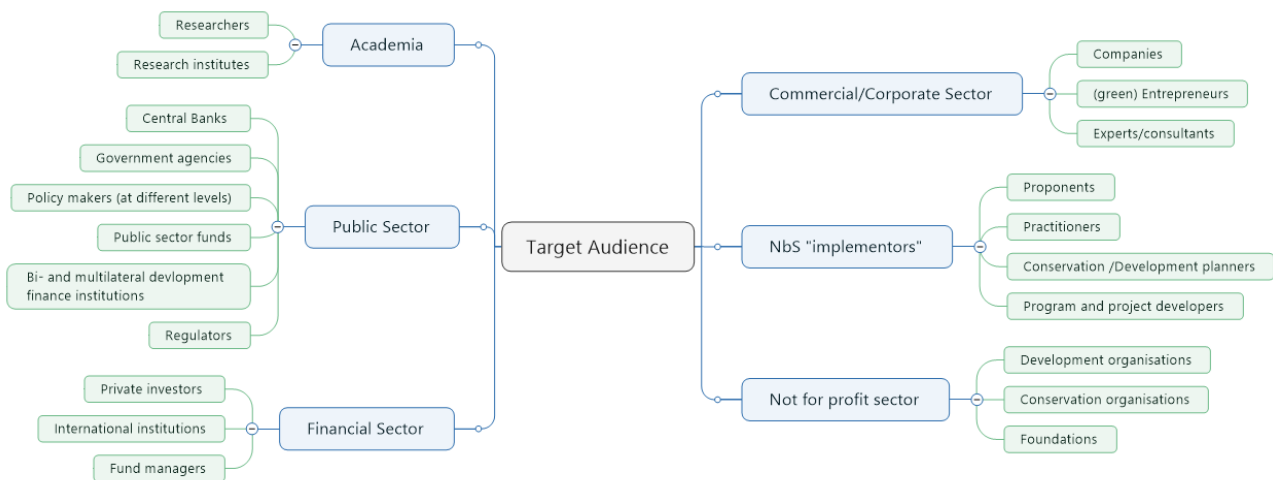 Target Audience
Academia
Researchers
Research institutes
Public Sector
Central Banks
Government agencies
Policy makers (at different levels)
Public sector funds
Bi- and multilateral devlopment
finance institutions
Regulators
Financial Sector
Private investors
International institutions
Fund managers
Commercial/Corporate Sector
Companies
(green) Entrepreneurs
Experts/consultants
NbS "implementors"
Proponents
Practitioners
Conservation /Development planners
Program and project developers
Not for profit sector
Development organisations
Conservation organisations
Foundations